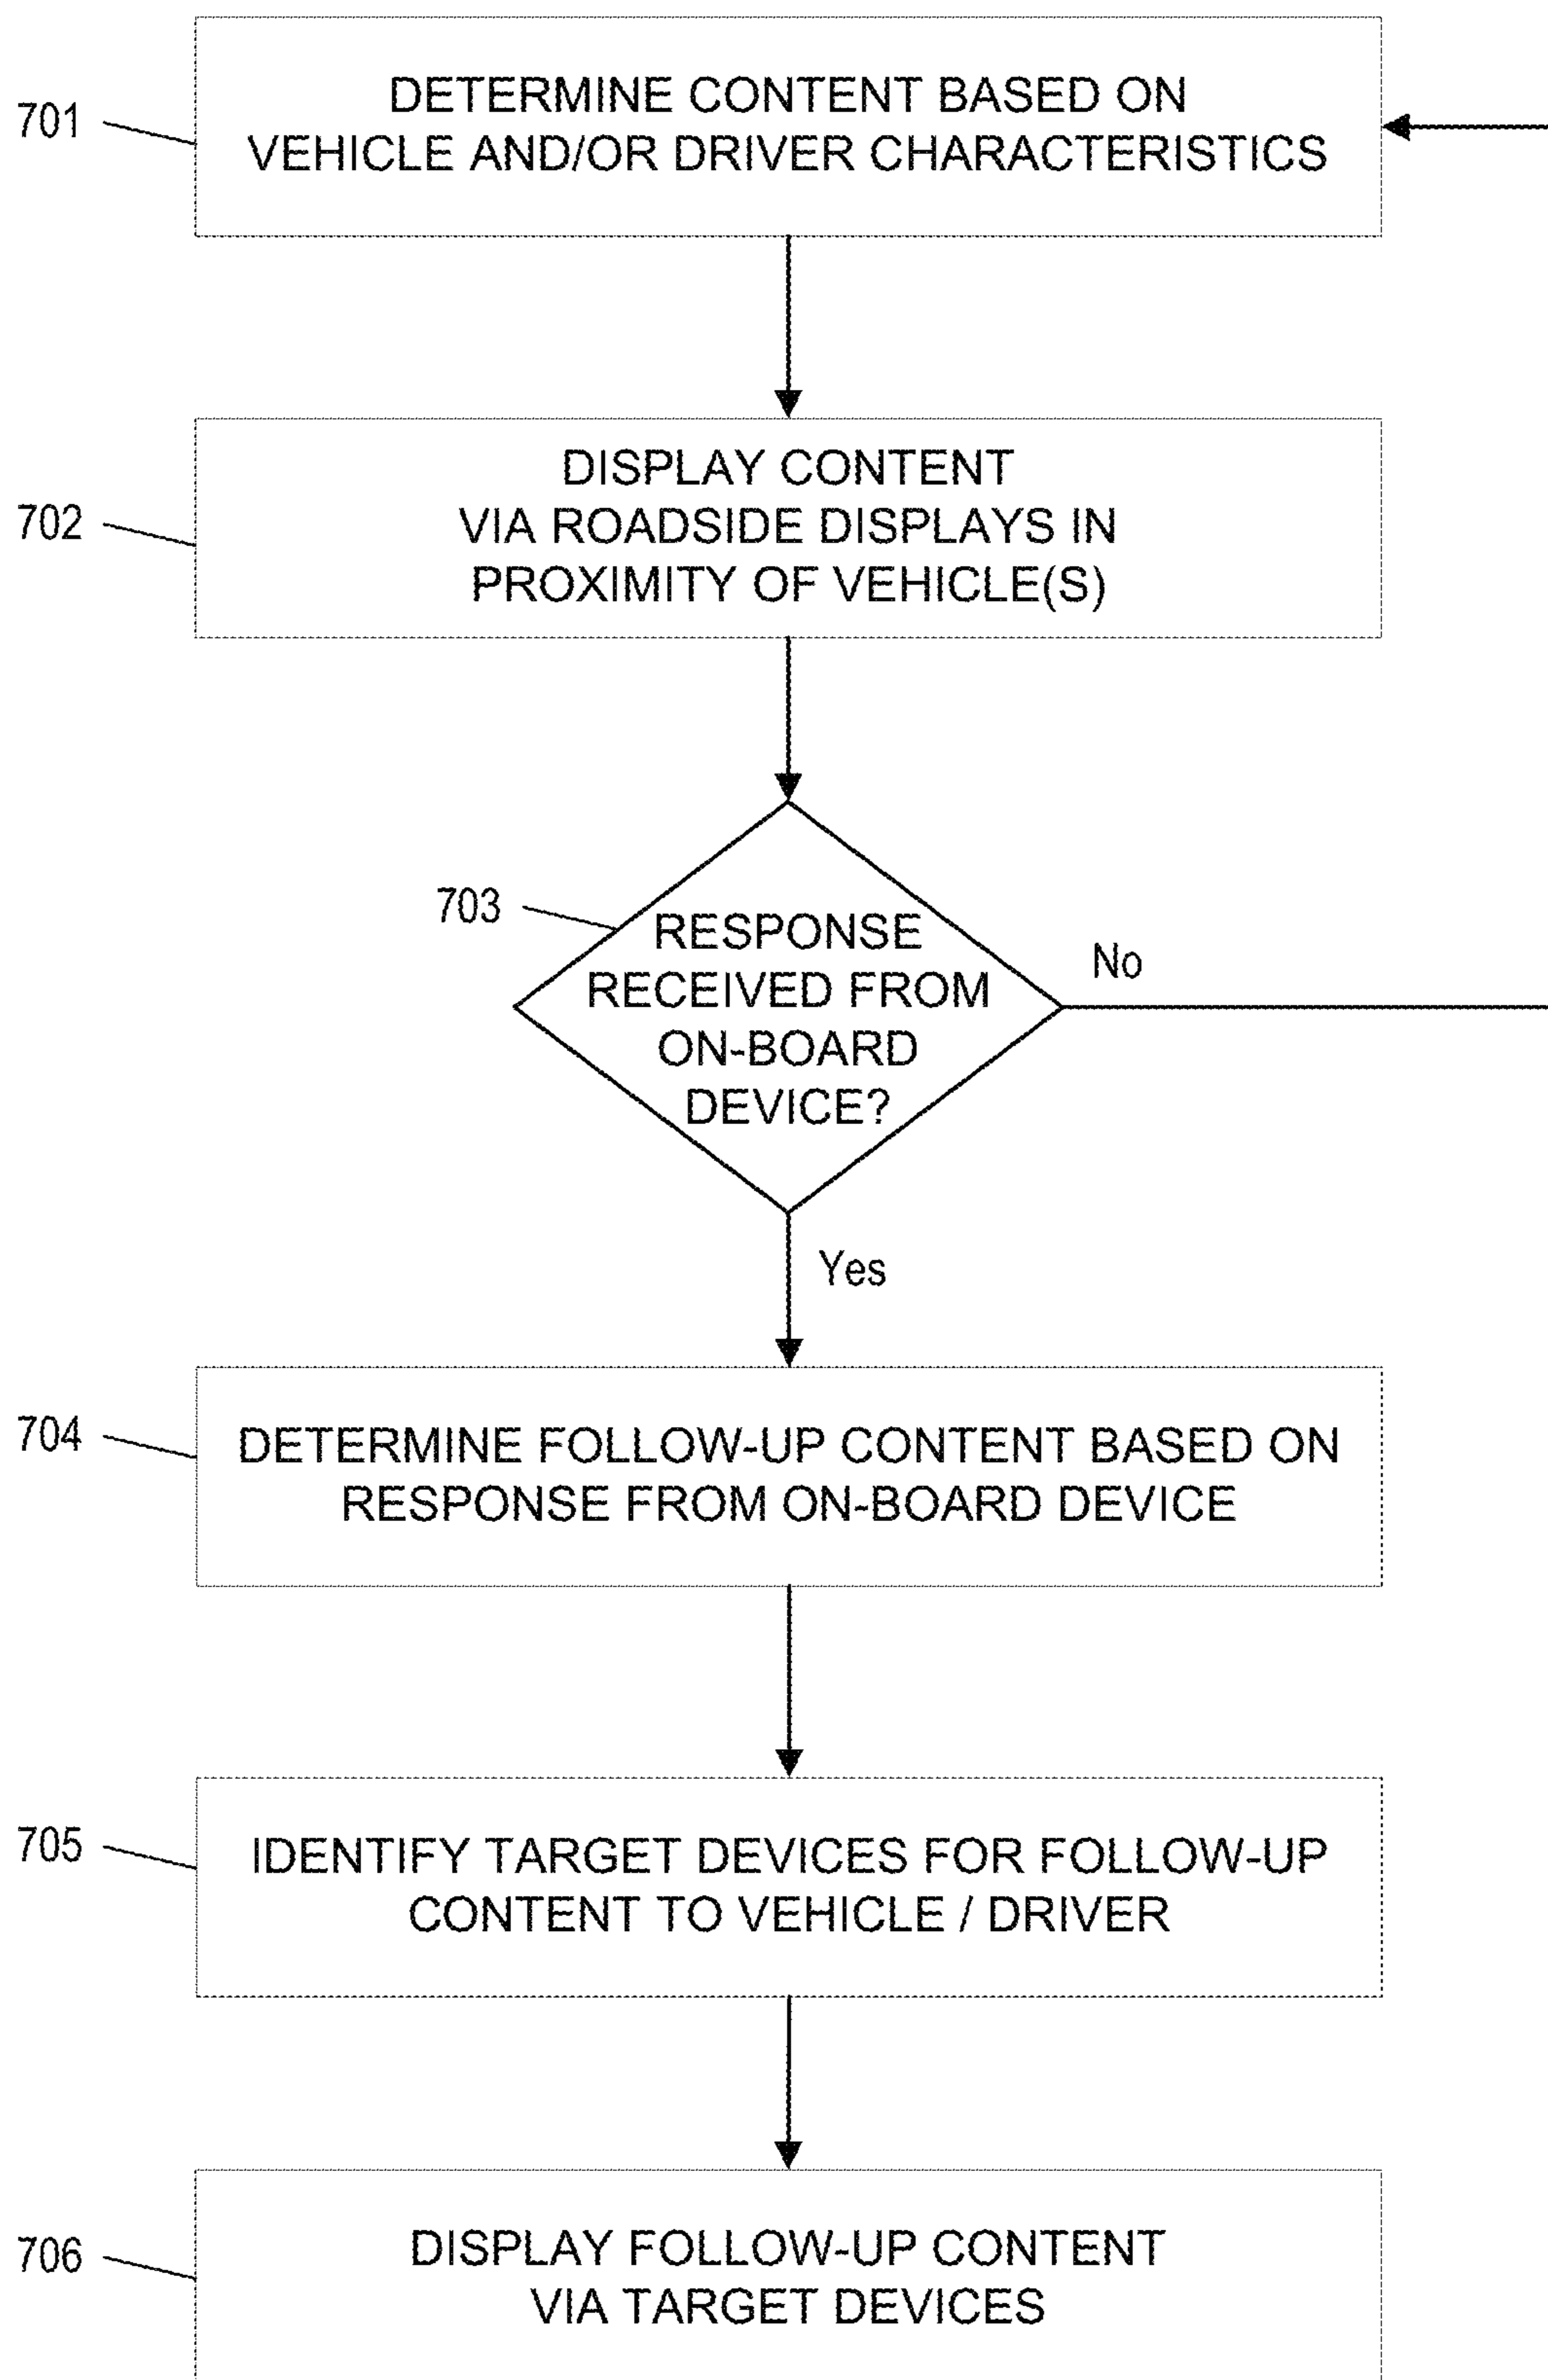 701
DETERMINE CONTENT BASED ON
VEHICLE AND/OR DRIVER CHARACTERISTICS
702
DISPLAY CONTENT
VIA ROADSIDE DISPLAYS IN
PROXIMITY OF VEHICLE(S)
703
RESPONSE
RECEIVED FROM
ON-BOARD
DEVICE?
No
Yes
704
DETERMINE FOLLOW-UP CONTENT BASED ON
RESPONSE FROM ON-BOARD DEVICE
705
IDENTIFY TARGET DEVICES FOR FOLLOW-UP
CONTENT TO VEHICLE / DRIVER
706
DISPLAY FOLLOW-UP CONTENT
VIA TARGET DEVICES